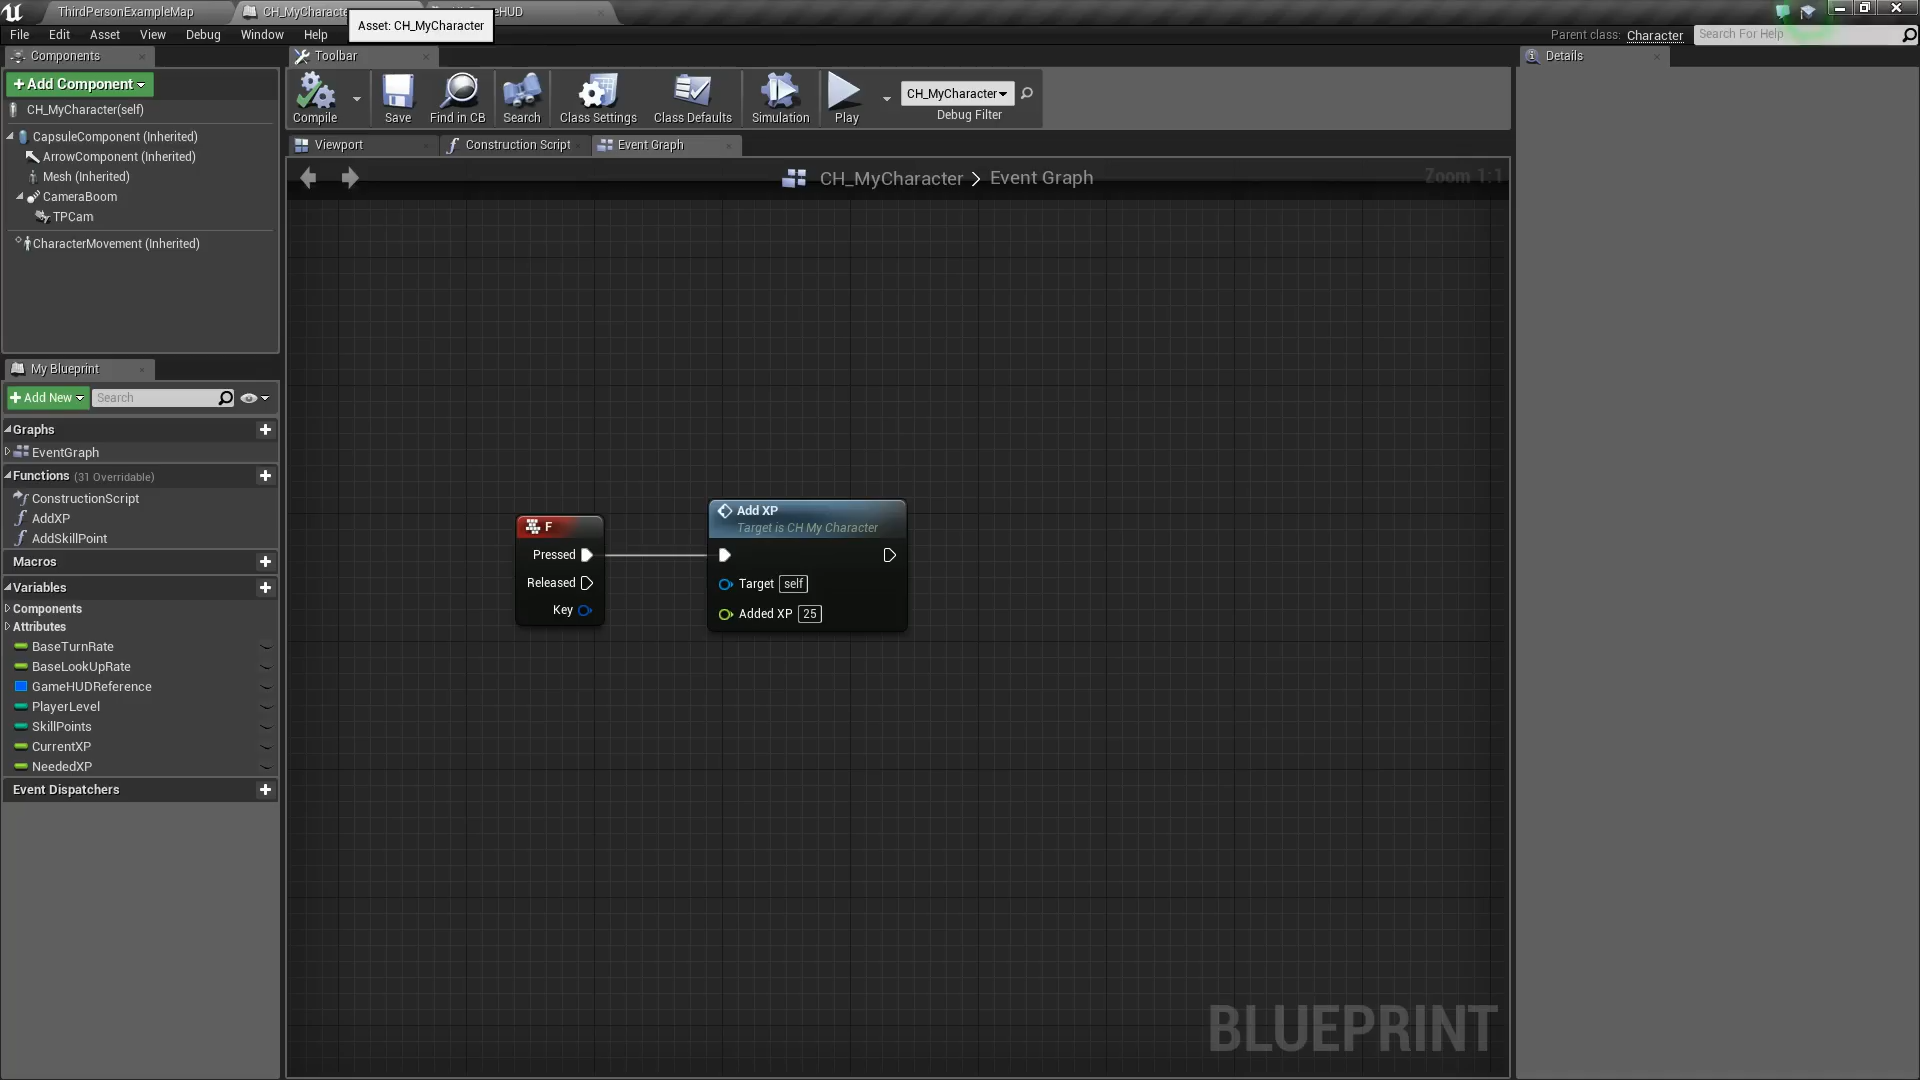 ThirdPersonExampleMap
CH_MyCharacte
HUD
Asset: CH_MyCharacter
File
Edit
Asset
View
Debug
Window
Help
Parent class: Character
Search For Help
Components
Toolbar
Details
+Add Component
CH_MyCharacter(self)
CapsuleComponent (Inherited)
ArrowComponent (Inherited)
Mesh (Inherited)
CameraBoom
TPCam
CharacterMovement (Inherited)
Compile
Save
Find in CB
Search
Class Settings
Class Defaults
Simulation
Play
CH_MyCharacter
Debug Filter
Viewport
Construction Script
Event Graph
CH_MyCharacter > Event Graph
Zoom 1:1
My Blueprint
+Add New
Search
Graphs
EventGraph
Functions (31 Overridable)
ConstructionScript
AddXP
AddSkillPoint
Macros
Variables
Components
Attributes
BaseTurnRate
BaseLookUpRate
GameHUDReference
PlayerLevel
SkillPoints
CurrentXP
NeededXP
Event Dispatchers
F
Pressed
Released
Key
Add XP
Target is CH My Character
Target self
Added XP 25
BLUEPRINT